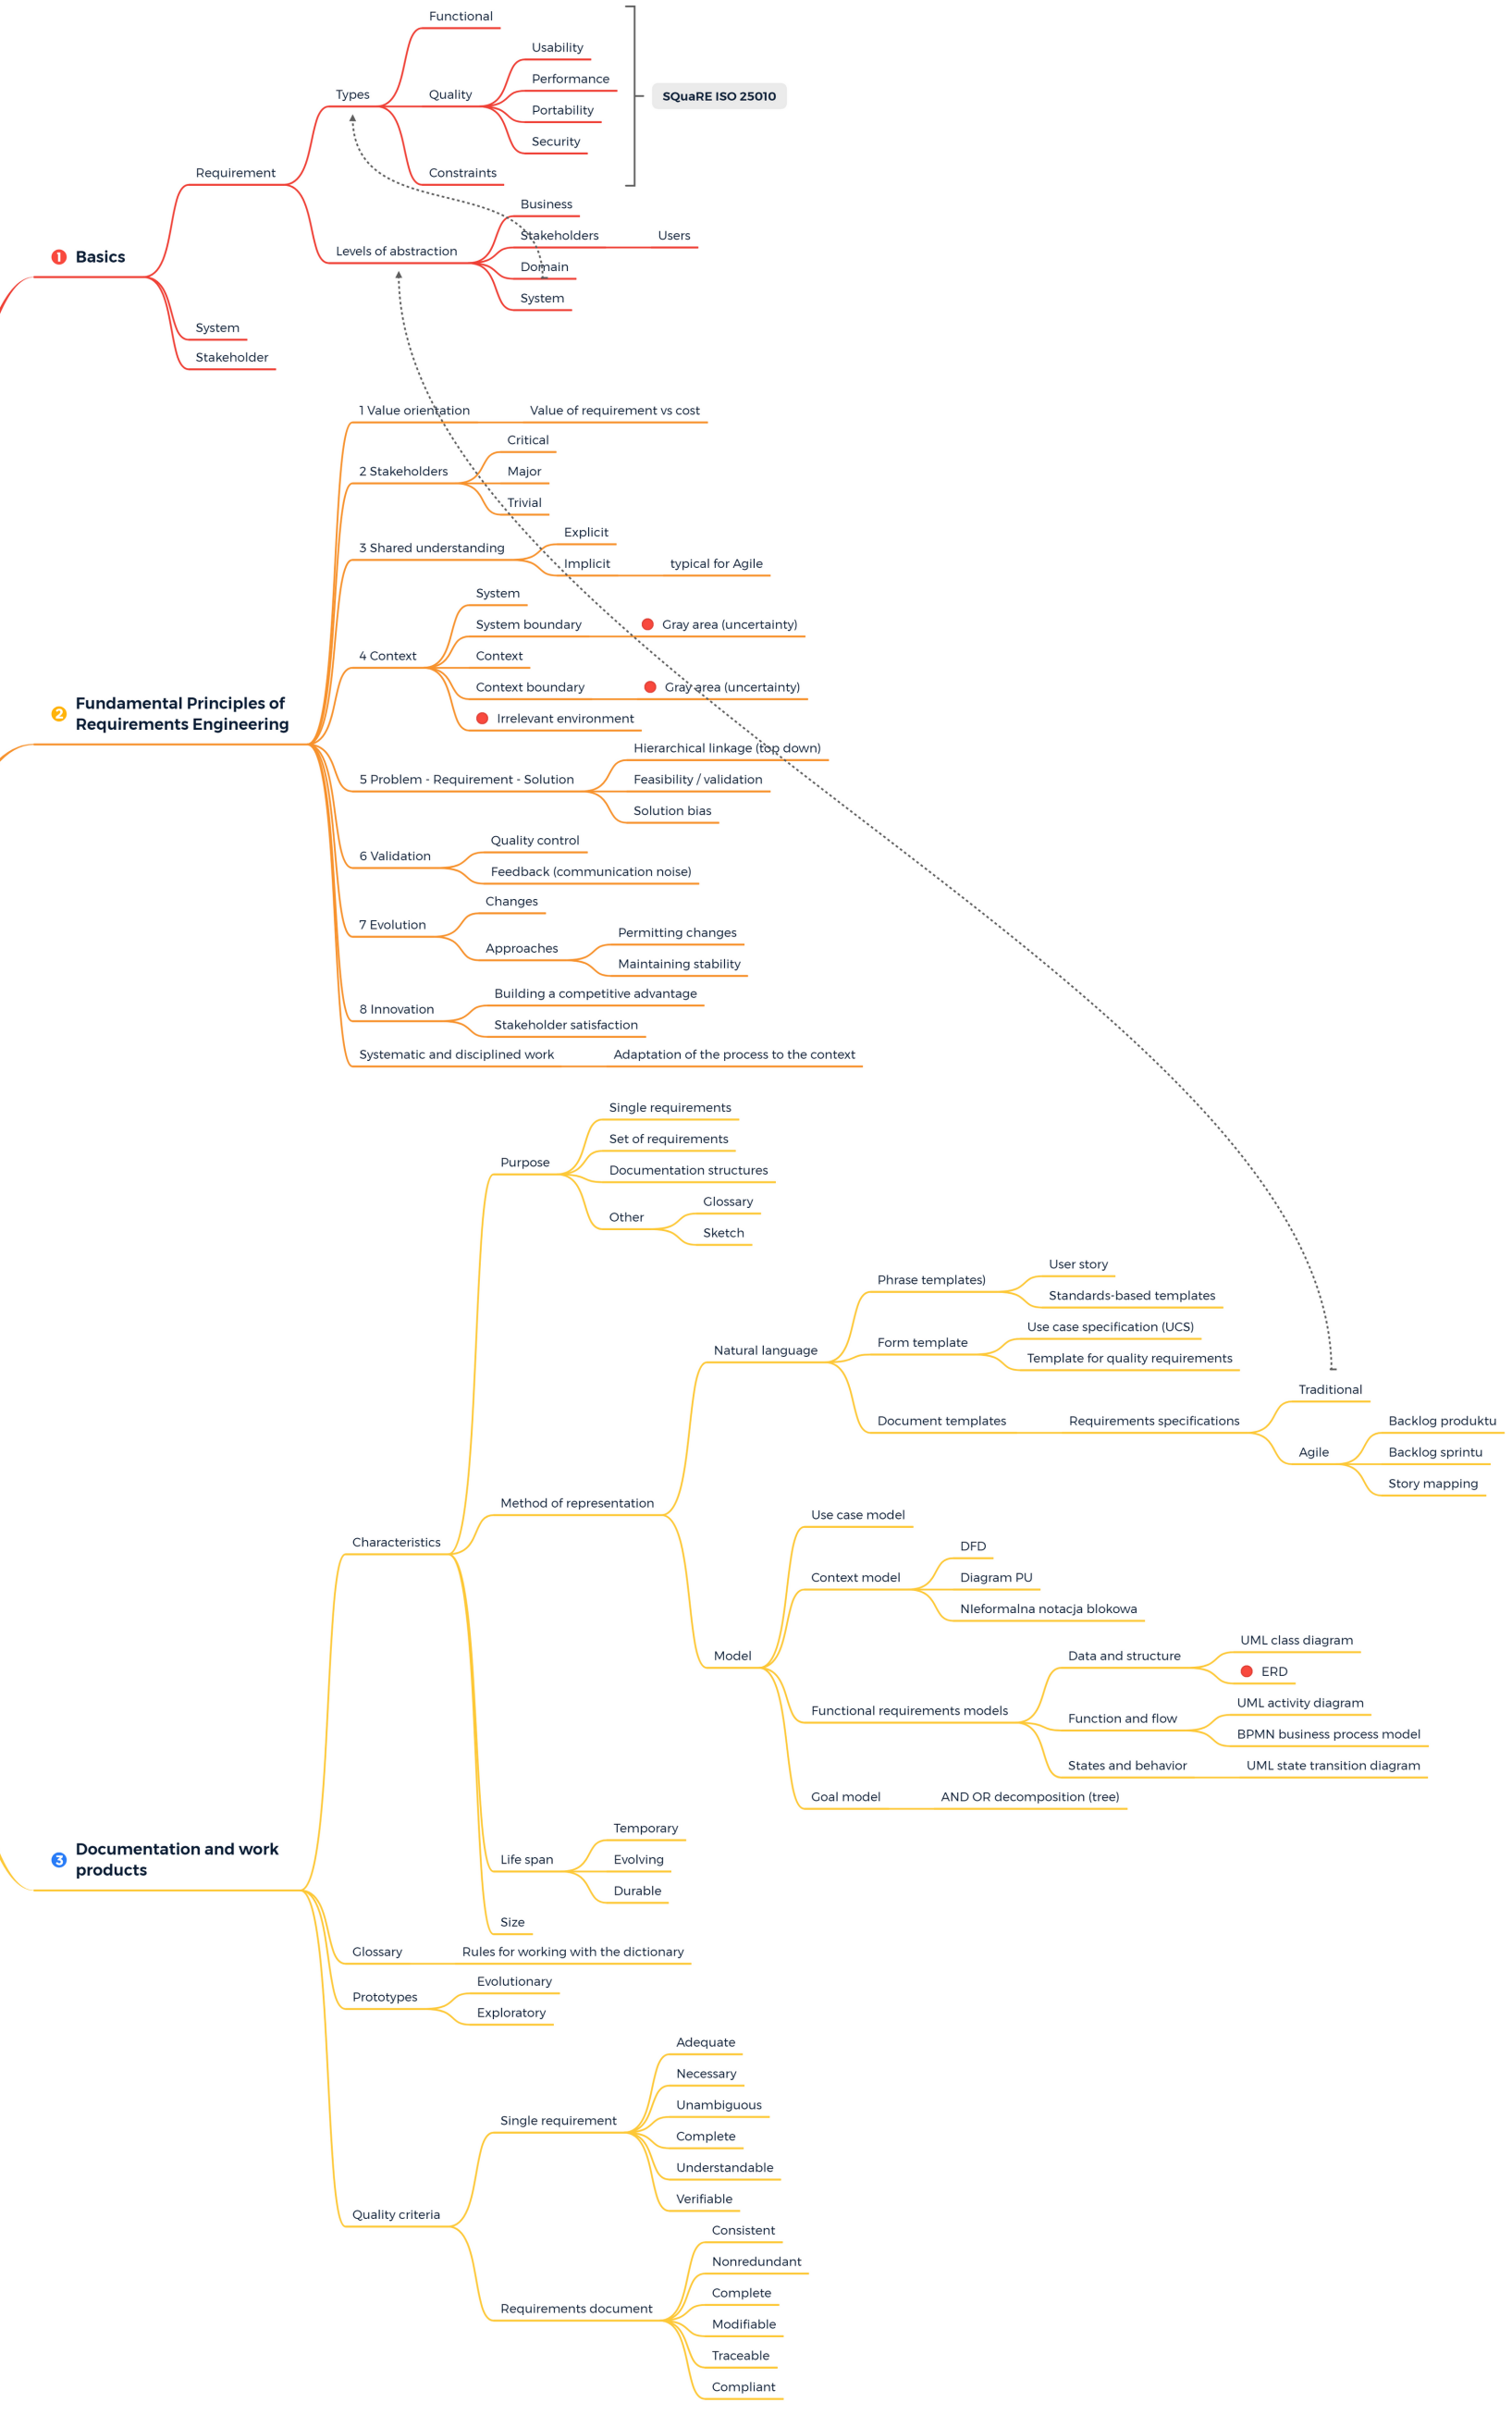 Functional
Usability
Performance
Types
Quality
SQuaRE ISO 25010
Portability
Security
Requirement
Constraints
Business
Stakeholders
Users
Levels of abstraction
1 Basics
Domain
System
System
Stakeholder
1 Value orientation
Value of requirement vs cost
Critical
2 Stakeholders
Major
Trivial
Explicit
3 Shared understanding
Implicit
typical for Agile
System
System boundary
Gray area (uncertainty)
4 Context
Context
Context boundary
Gray area (uncertainty)
2 Fundamental Principles of
Requirements Engineering
Irrelevant environment
Hierarchical linkage (top down)
5 Problem - Requirement - Solution
Feasibility / validation
Solution bias
Quality control
6 Validation
Feedback (communication noise)
Changes
7 Evolution
Permitting changes
Approaches
Maintaining stability
Building a competitive advantage
8 Innovation
Stakeholder satisfaction
Systematic and disciplined work
Adaptation of the process to the context
Single requirements
Set of requirements
Purpose
Documentation structures
Glossary
Other
Sketch
User story
Phrase templates)
Standards-based templates
Use case specification (UCS)
Natural language
Form template
Template for quality requirements
Traditional
Document templates
Requirements specifications
Backlog produktu
Agile
Backlog sprintu
Story mapping
Method of representation
Use case model
Characteristics
DFD
Context model
Diagram PU
NIeformalna notacja blokowa
UML class diagram
Model
Data and structure
ERD
Functional requirements models
UML activity diagram
Function and flow
BPMN business process model
States and behavior
UML state transition diagram
Goal model
AND OR decomposition (tree)
Temporary
3 Documentation and work
products
Life span
Evolving
Durable
Size
Glossary
Rules for working with the dictionary
Evolutionary
Prototypes
Exploratory
Adequate
Necessary
Unambiguous
Single requirement
Complete
Understandable
Verifiable
Quality criteria
Consistent
Nonredundant
Complete
Requirements document
Modifiable
Traceable
Compliant